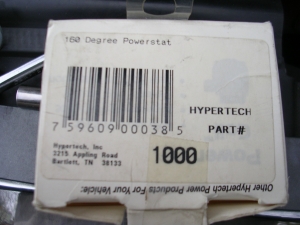 160 Degree Powerstat
7 59609 00038 5
HYPERTECH
PART#
Hypertech, Inc
2215 Appling Road
Bartlett, TN 38133
1000
Other Hypertech Power Products For Your Vehicle: